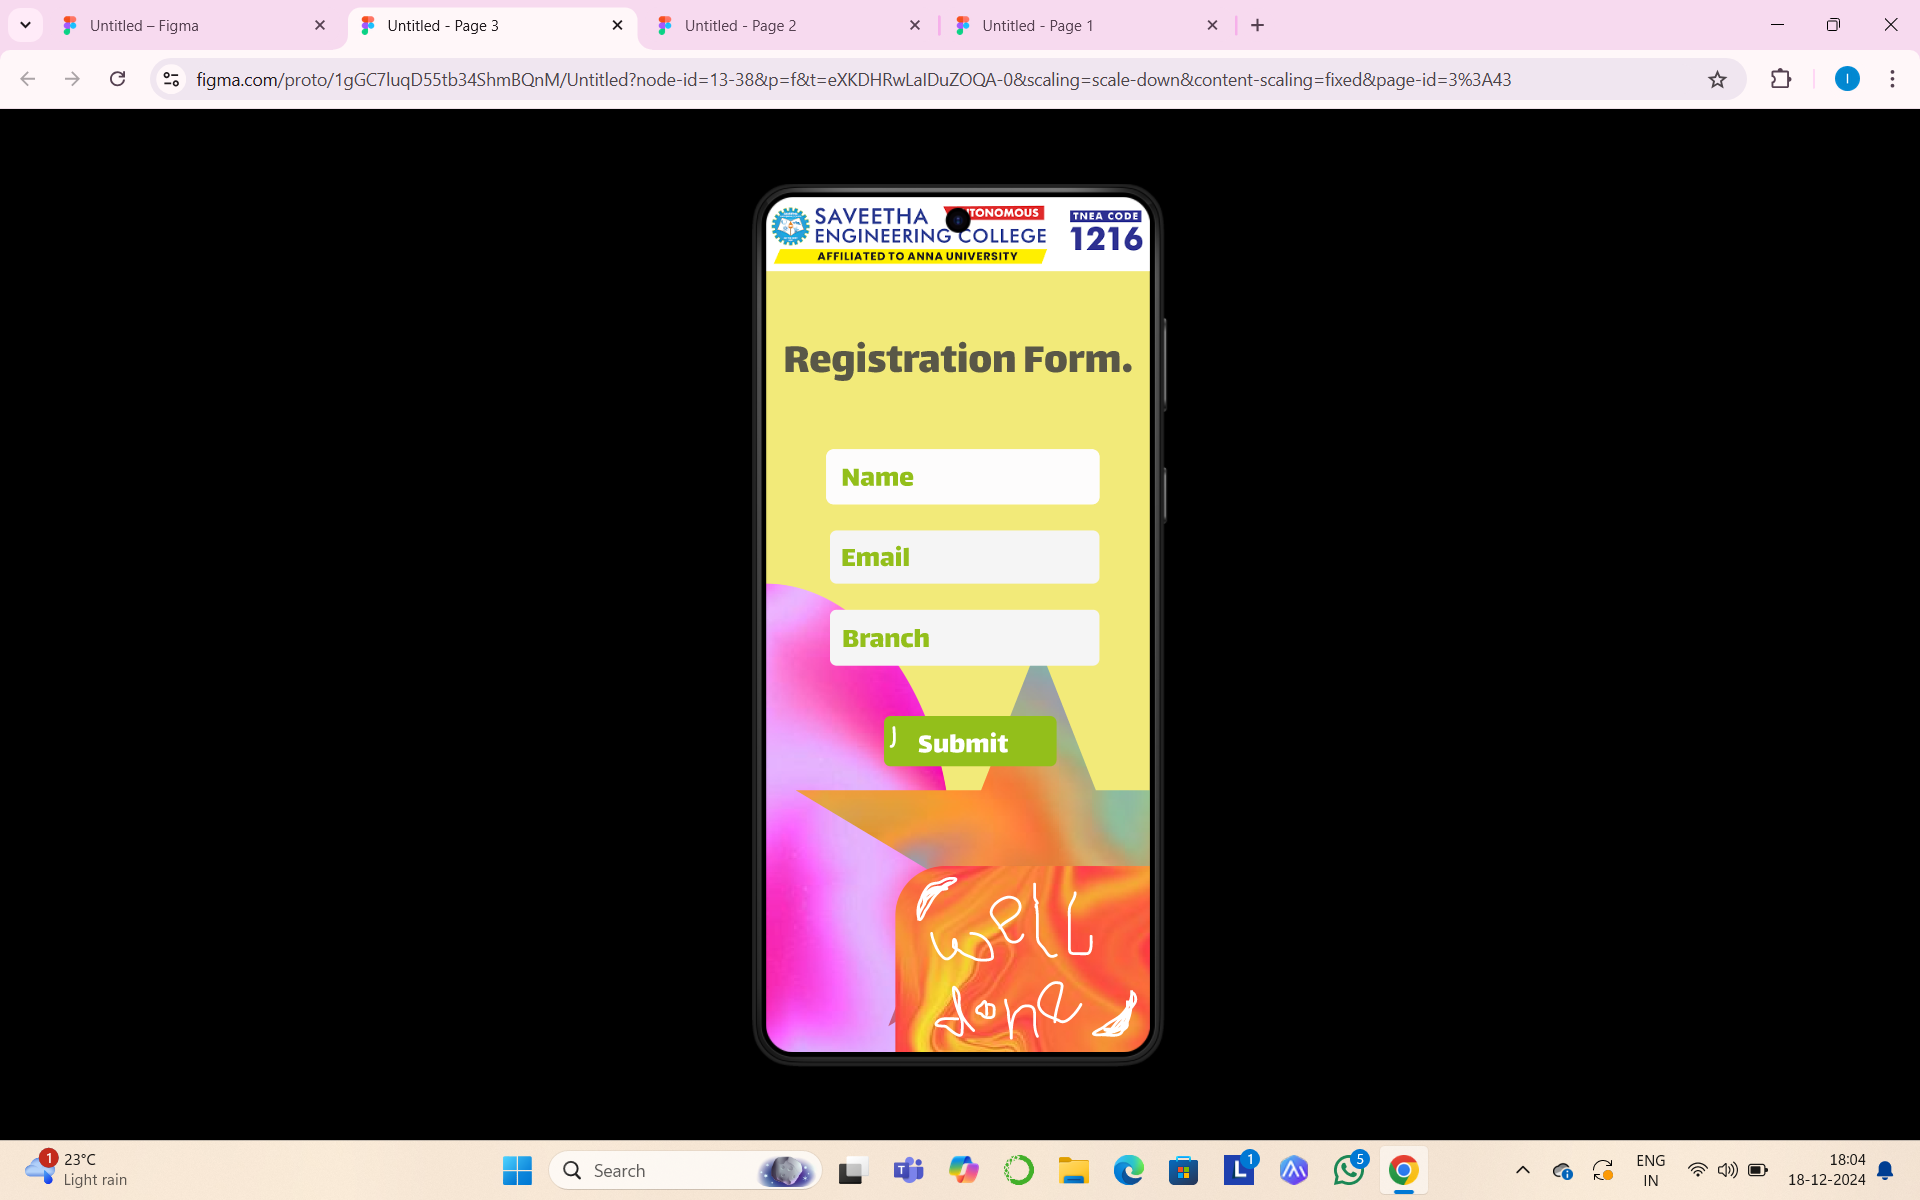 Untitled – Figma
Untitled - Page 3
Untitled - Page 2
Untitled - Page 1
figma.com/proto/1gGC7luqD55tb34ShmBQnM/Untitled?node-id=13-38&p=f&t=eXKDHRwLaIDuZOQA-0&scaling=scale-down&content-scaling=fixed&page-id=3%3A43
I
SAVEETHA
ENGINEERING COLLEGE
AFFILIATED TO ANNA UNIVERSITY
TNEA CODE
1216
Registration Form.
Name
Email
Branch
Submit
well
done
1
23°C
Light rain
Search
1
5
ENG
IN
18:04
18-12-2024